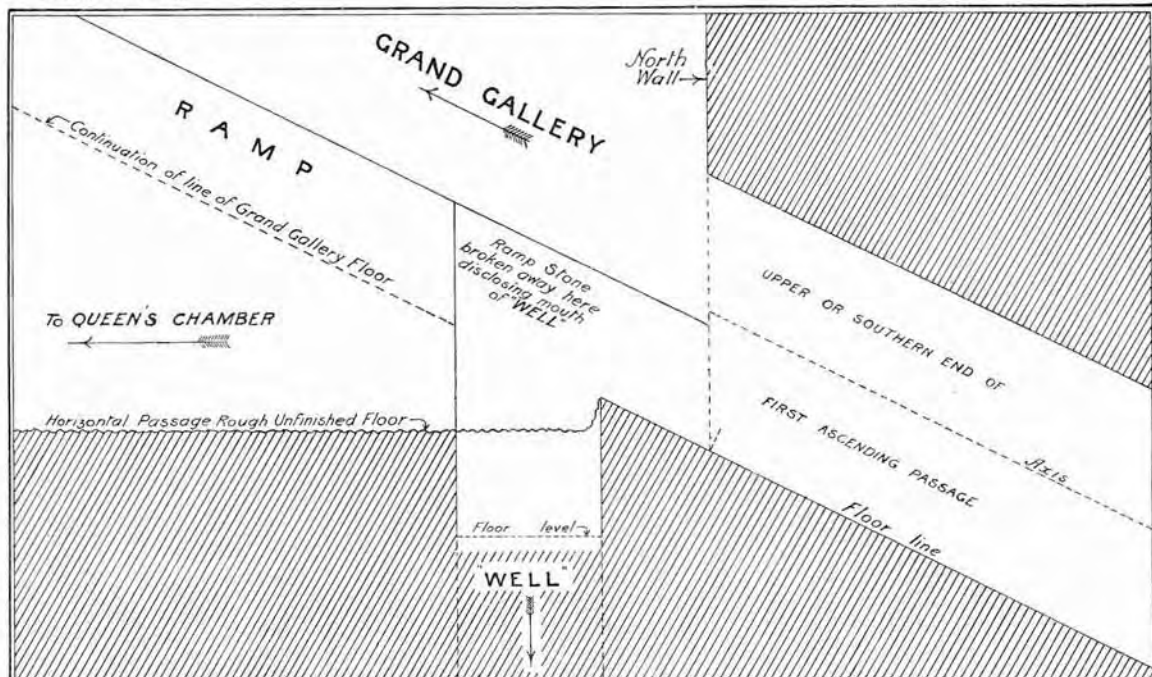 GRAND GALLERY
North
Wall
RAMP
Continuation of line of Grand Gallery Floor
Ramp Stone
broken away here
disclosing mouth
of "WELL"
UPPER OR SOUTHERN END OF
FIRST ASCENDING PASSAGE
To QUEEN'S CHAMBER
Horizontal Passage Rough Unfinished Floor
Axis
Floor
line
Floor level
"WELL"